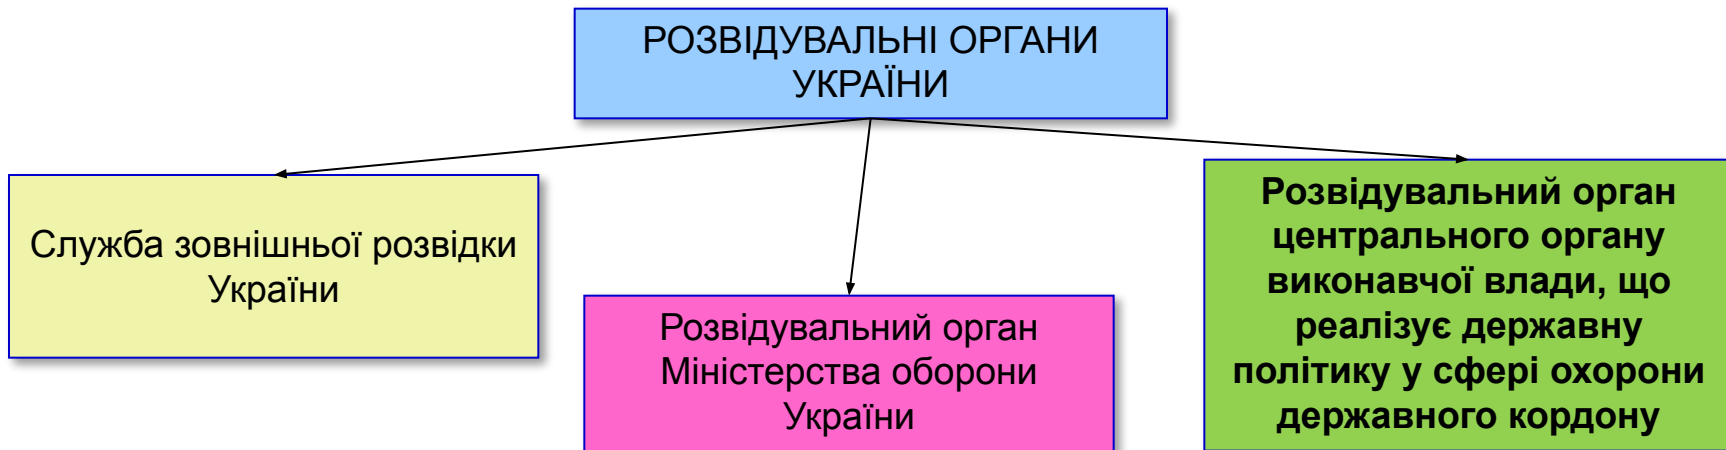 РОЗВІДУВАЛЬНІ ОРГАНИ
УКРАЇНИ
Служба зовнішньої розвідки
України
Розвідувальний орган
Міністерства оборони
України
Розвідувальний орган
центрального органу
виконавчої влади, що
реалізує державну
політику у сфері охорони
державного кордону